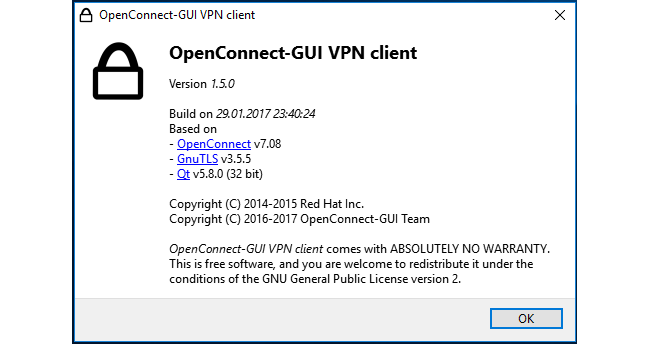 OpenConnect-GUI VPN client
OpenConnect-GUI VPN client
Version 1.5.0
Build on 29.01.2017 23:40:24
Based on
- OpenConnect v7.08
- GnuTLS v3.5.5
- Qt v5.8.0 (32 bit)
Copyright (C) 2014-2015 Red Hat Inc.
Copyright (C) 2016-2017 OpenConnect-GUI Team
OpenConnect-GUI VPN client comes with ABSOLUTELY NO WARRANTY.
This is free software, and you are welcome to redistribute it under the
conditions of the GNU General Public License version 2.
OK